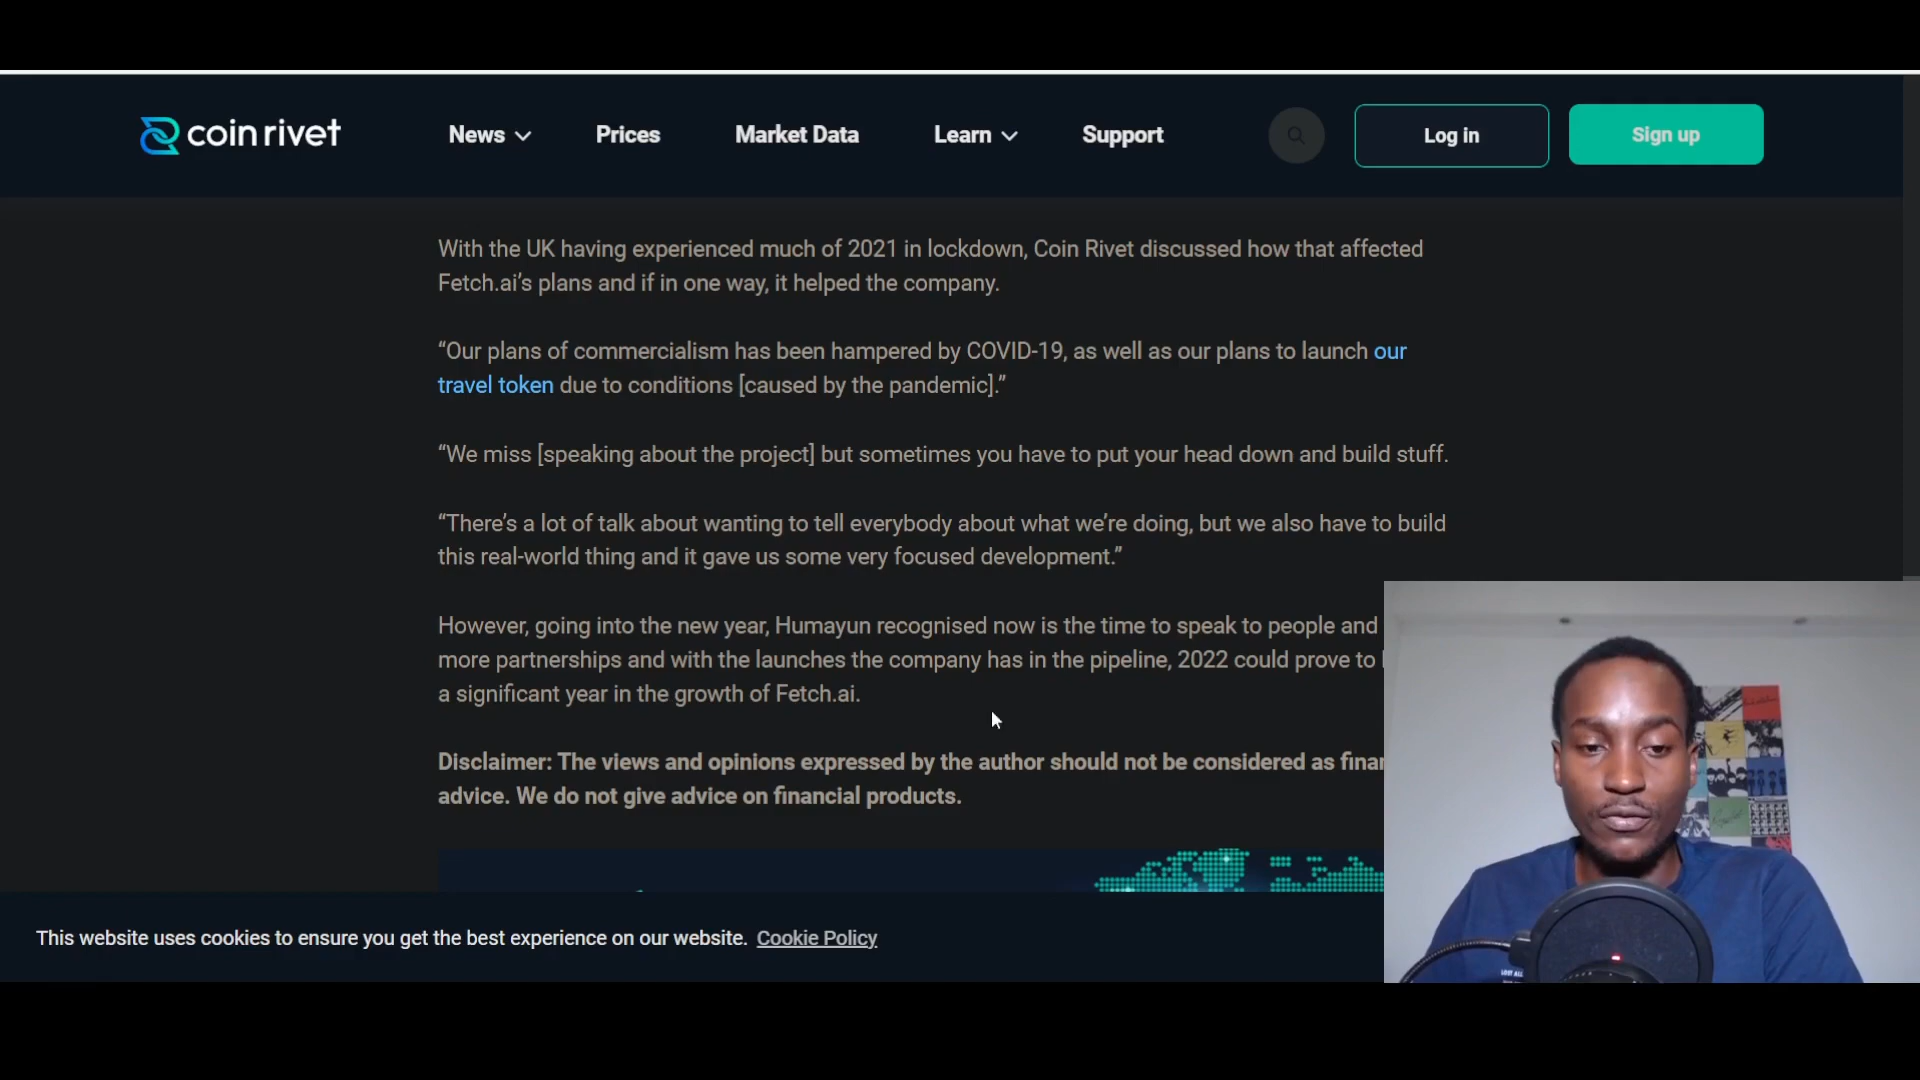 coinrivet
News
Prices
Market Data
Learn
Support
Log in
Sign up
With the UK having experienced much of 2021 in lockdown, Coin Rivet discussed how that affected
Fetch.ai’s plans and if in one way, it helped the company.
“Our plans of commercialism has been hampered by COVID-19, as well as our plans to launch our
travel token due to conditions [caused by the pandemic].”
“We miss [speaking about the project] but sometimes you have to put your head down and build stuff.
“There’s a lot of talk about wanting to tell everybody about what we’re doing, but we also have to build
this real-world thing and it gave us some very focused development.”
However, going into the new year, Humayun recognised now is the time to speak to people and
more partnerships and with the launches the company has in the pipeline, 2022 could prove to
a significant year in the growth of Fetch.ai.
Disclaimer: The views and opinions expressed by the author should not be considered as
advice. We do not give advice on financial products.
This website uses cookies to ensure you get the best experience on our website. Cookie Policy
LOST ALL